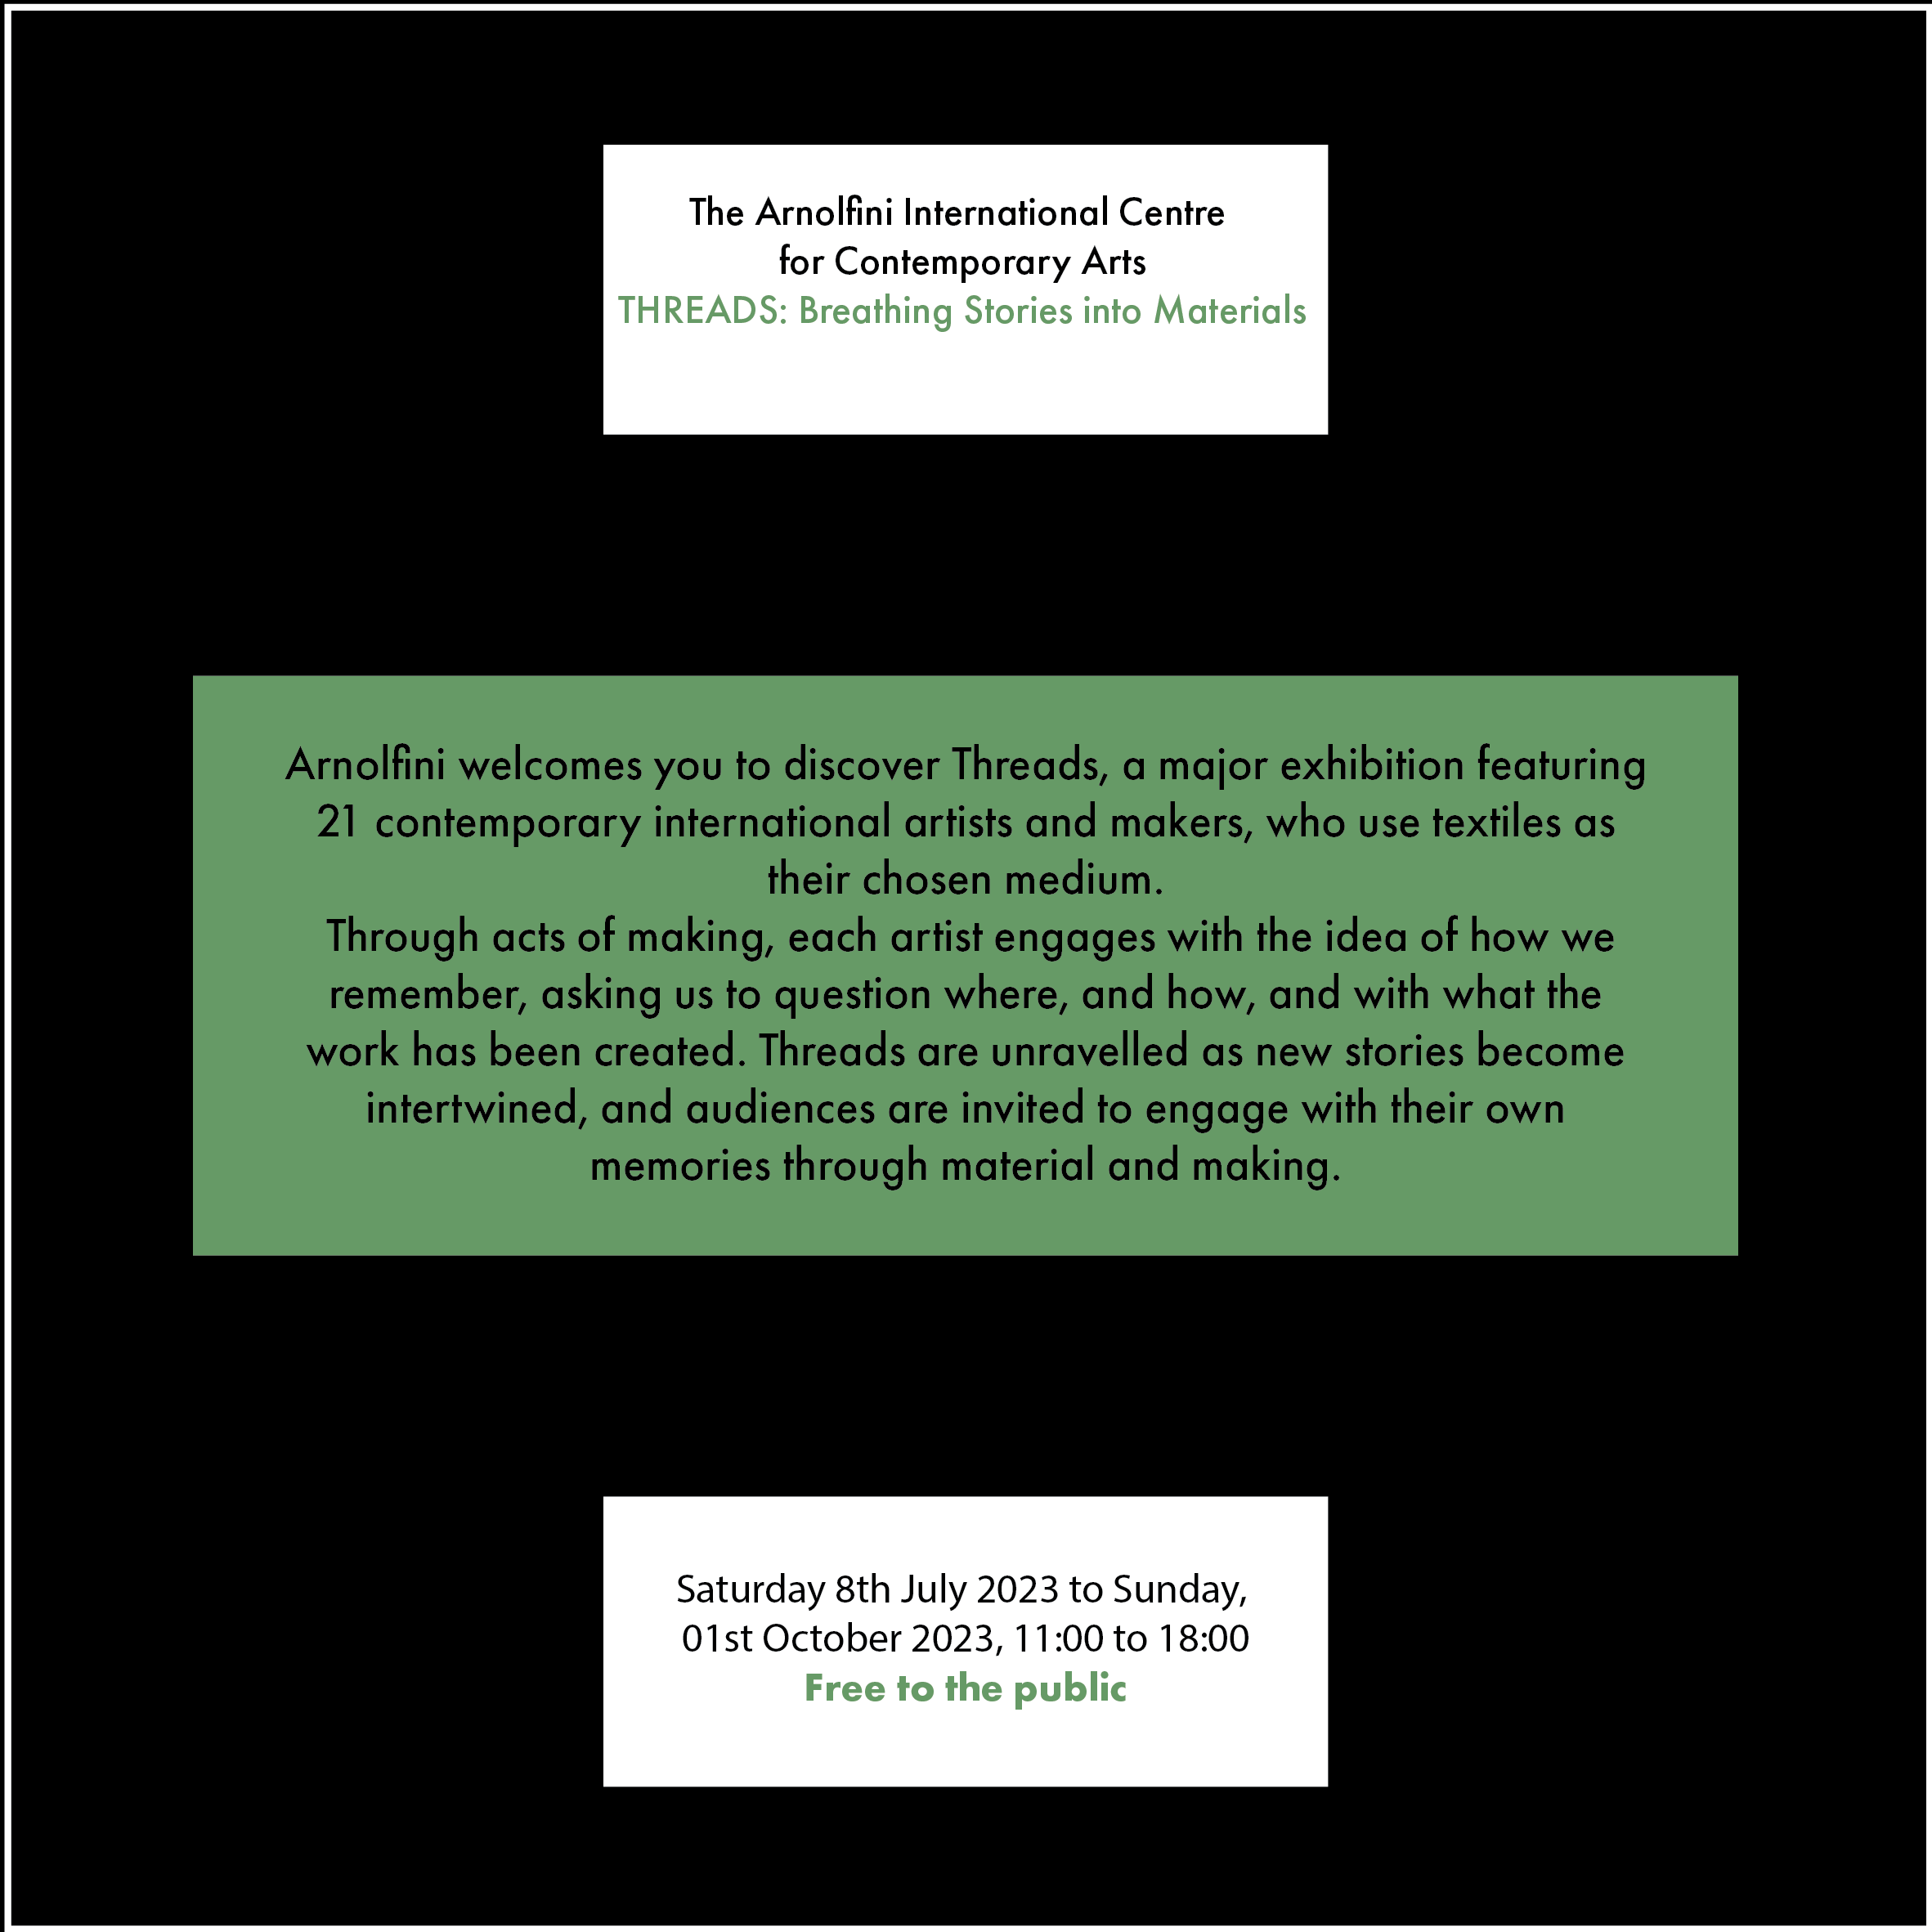 The Arnolfini International Centre
for Contemporary Arts
THREADS: Breathing Stories into Materials
Arnolfini welcomes you to discover Threads, a major exhibition featuring
21 contemporary international artists and makers, who use textiles as
their chosen medium.
Through acts of making, each artist engages with the idea of how we
remember, asking us to question where, and how, and with what the
work has been created. Threads are unravelled as new stories become
intertwined, and audiences are invited to engage with their own
memories through material and making.
Saturday 8th July 2023 to Sunday,
01st October 2023, 11:00 to 18:00
Free to the public